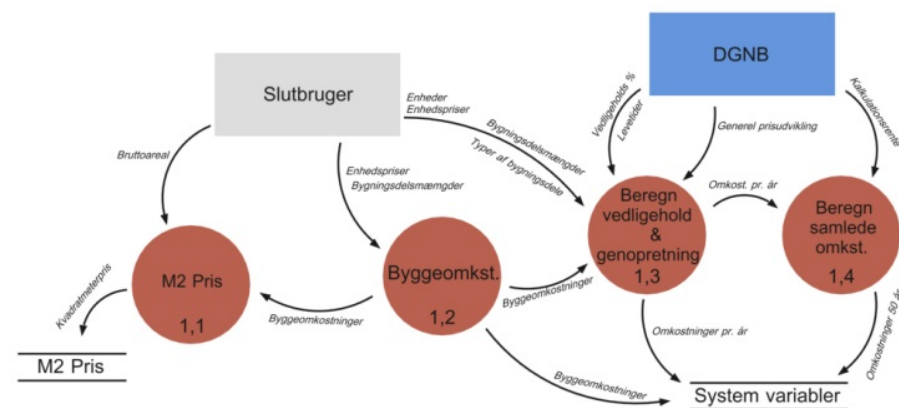 Slutbruger
DGNB
Enheder
Enhedspriser
Bygningsdelsmængder
Typer af bygningsdele
Vedligeholds %
Levetider
Generel prisudvikling
Kalkulationsrente
Bruttoareal
Enhedspriser
Bygningsdelsmæmgder
Beregn
vedligehold
&
genopretning
1,3
Omkost. pr. år
Beregn
samlede
omkst.
1,4
M2 Pris
1,1
Byggeomkst.
1,2
Byggeomkostninger
Byggeomkostninger
Kvadratmeterpris
M2 Pris
Omkostninger pr. år
Omkostninger 50 år
Byggeomkostninger
System variabler